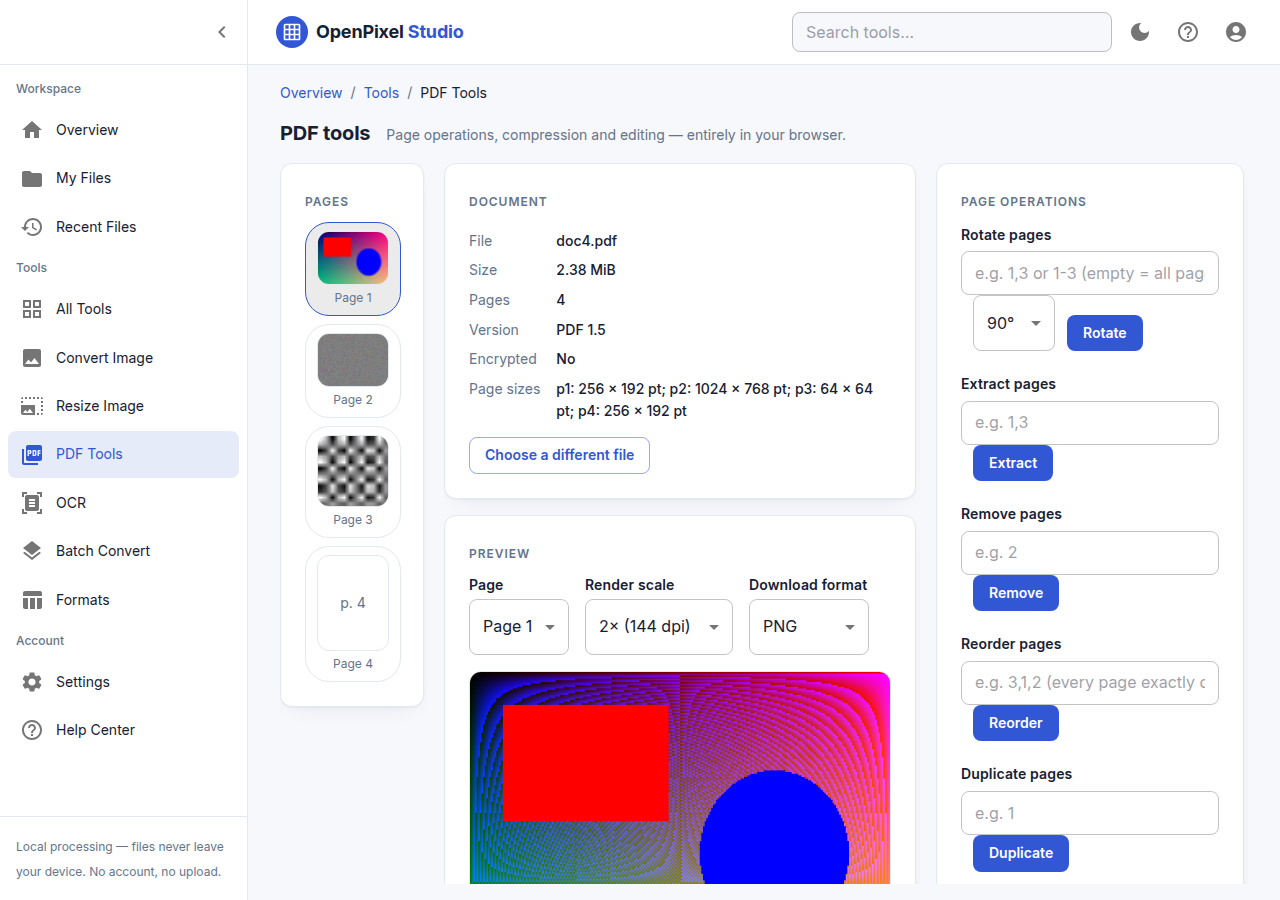 OpenPixel Studio
Search tools...
Workspace
Overview
My Files
Recent Files
Tools
All Tools
Convert Image
Resize Image
PDF
PDF Tools
OCR
Batch Convert
Formats
Account
Settings
Help Center
Local processing — files never leave
your device. No account, no upload.
Overview / Tools / PDF Tools
PDF tools
Page operations, compression and editing — entirely in your browser.
PAGES
Page 1
Page 2
Page 3
p. 4
Page 4
DOCUMENT
File doc4.pdf
Size 2.38 MiB
Pages 4
Version PDF 1.5
Encrypted No
Page sizes p1: 256 × 192 pt; p2: 1024 × 768 pt; p3: 64 × 64
pt; p4: 256 × 192 pt
Choose a different file
PREVIEW
Page Render scale Download format
Page 1 2× (144 dpi) PNG
PAGE OPERATIONS
Rotate pages
e.g. 1,3 or 1-3 (empty = all pag
90° Rotate
Extract pages
e.g. 1,3
Extract
Remove pages
e.g. 2
Remove
Reorder pages
e.g. 3,1,2 (every page exactly
Reorder
Duplicate pages
e.g. 1
Duplicate